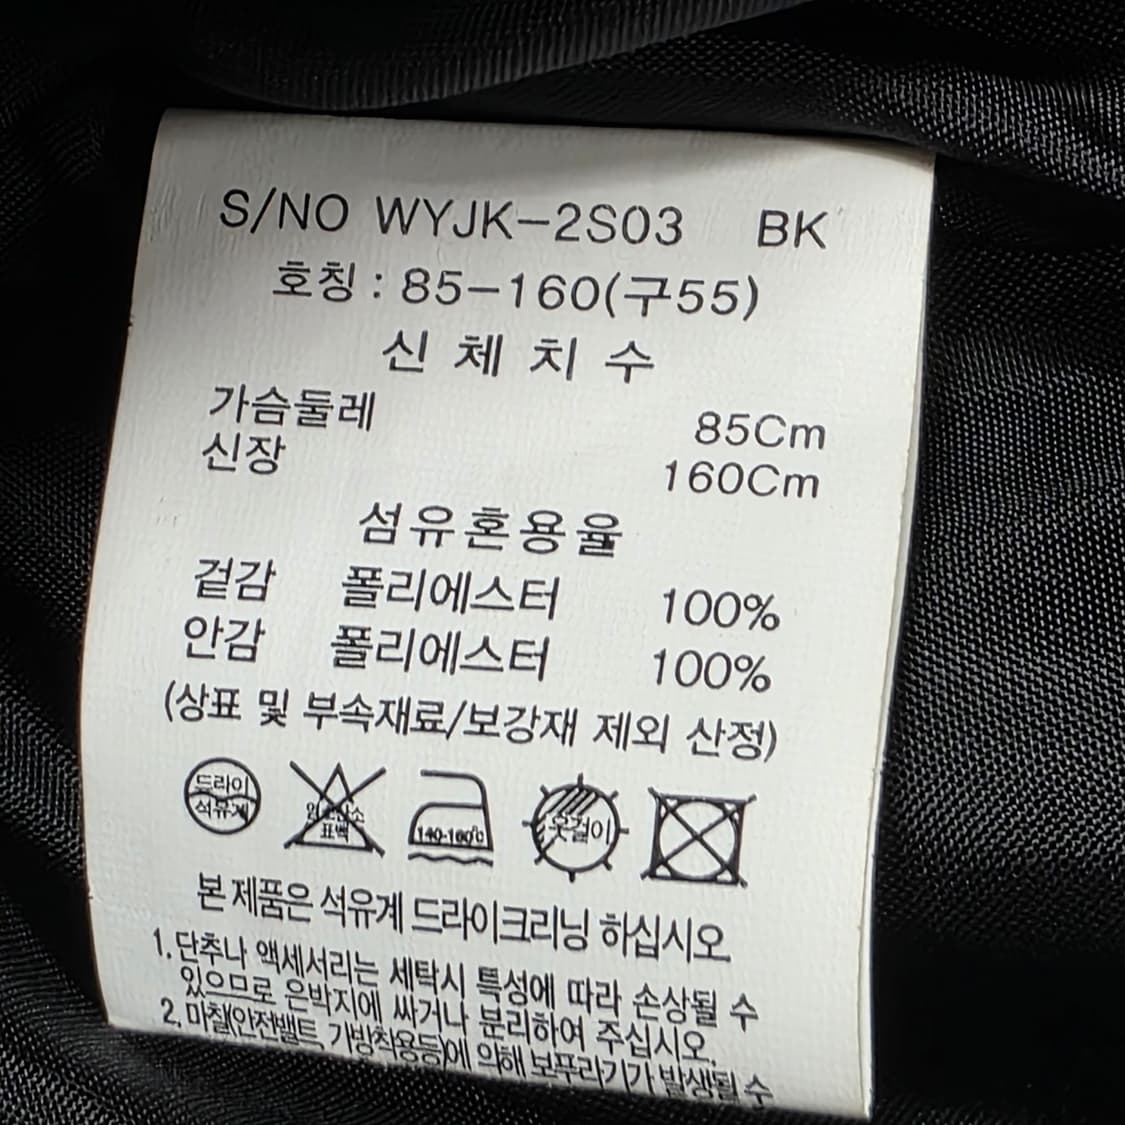 S/NO WYJK-2S03 BK
호칭 : 85-160(구55)
신 체 치 수
가슴둘레 85Cm
신장 160Cm
섬유혼용율
겉감 폴리에스터 100%
안감 폴리에스터 100%
(상표 및 부속재료/보강재 제외 산정)
드라이
석유계
표백
140-160℃
옷걸이
본 제품은 석유계 드라이크리닝 하십시오
1. 단추나 액세서리는 세탁시 특성에 따라 손상될 수
있으므로 은박지에 싸거나 분리하여 주십시오.
2. 마찰(안전밸트, 가방착용등)에 의해 보푸라기가 발생될 수